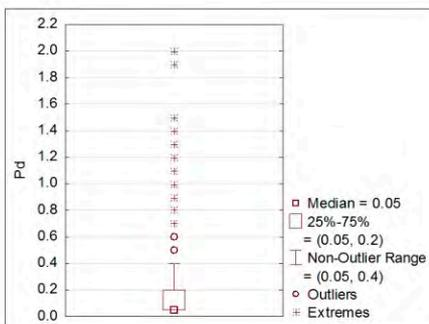 2.2
2.0
1.8
1.6
1.4
1.2
1.0
0.8
0.6
0.4
0.2
0.0
Pd
Median = 0.05
25%-75%
= (0.05, 0.2)
Non-Outlier Range
= (0.05, 0.4)
Outliers
Extremes